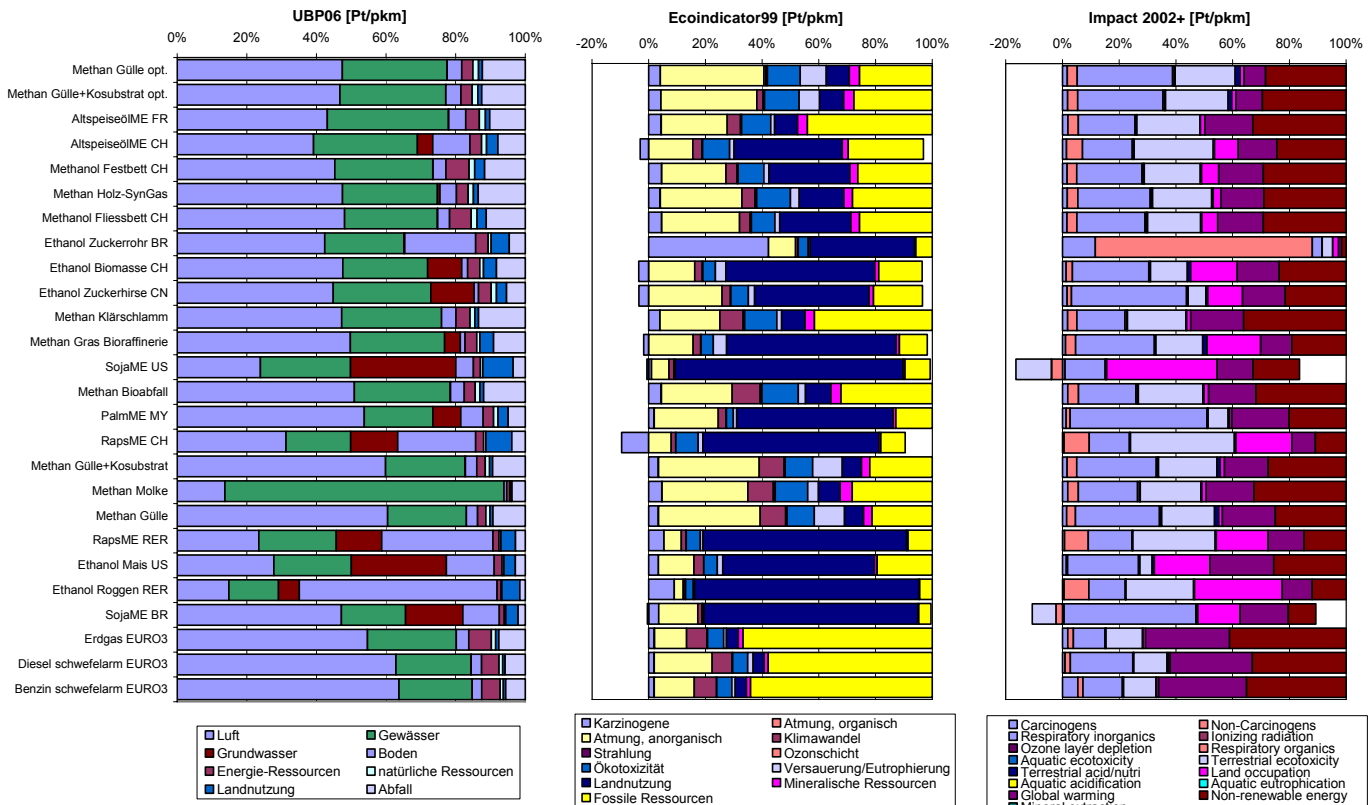 UBP06 [Pt/pkm]
0% 20% 40% 60% 80% 100%
Methan Gülle opt.
Methan Gülle+Kosubstrat opt.
AltspeiseölME FR
AltspeiseölME CH
Methanol Festbett CH
Methan Holz-SynGas
Methanol Fliessbett CH
Ethanol Zuckerrohr BR
Ethanol Biomasse CH
Ethanol Zuckerhirse CN
Methan Klärschlamm
Methan Gras Bioraffinerie
SojaME US
Methan Bioabfall
PalmME MY
RapsME CH
Methan Gülle+Kosubstrat
Methan Molke
Methan Gülle
RapsME RER
Ethanol Mais US
Ethanol Roggen RER
SojaME BR
Erdgas EURO3
Diesel schwefelarm EURO3
Benzin schwefelarm EURO3
Luft Gewässer
Grundwasser Boden
Energie-Ressourcen natürliche Ressourcen
Landnutzung Abfall
Ecoindicator99 [Pt/pkm]
-20% 0% 20% 40% 60% 80% 100%
Karzinogene Atmung, organisch
Atmung, anorganisch Klimawandel
Strahlung Ozonschicht
Ökotoxizität Versauerung/Eutrophierung
Landnutzung Mineralische Ressourcen
Fossile Ressourcen
Impact 2002+ [Pt/pkm]
-20% 0% 20% 40% 60% 80% 100%
Carcinogens Non-Carcinogens
Respiratory inorganics Ionizing radiation
Ozone layer depletion Respiratory organics
Aquatic ecotoxicity Terrestrial ecotoxicity
Terrestrial acid/nutri Land occupation
Aquatic acidification Aquatic eutrophication
Global warming Non-renewable energy
Mineral extraction